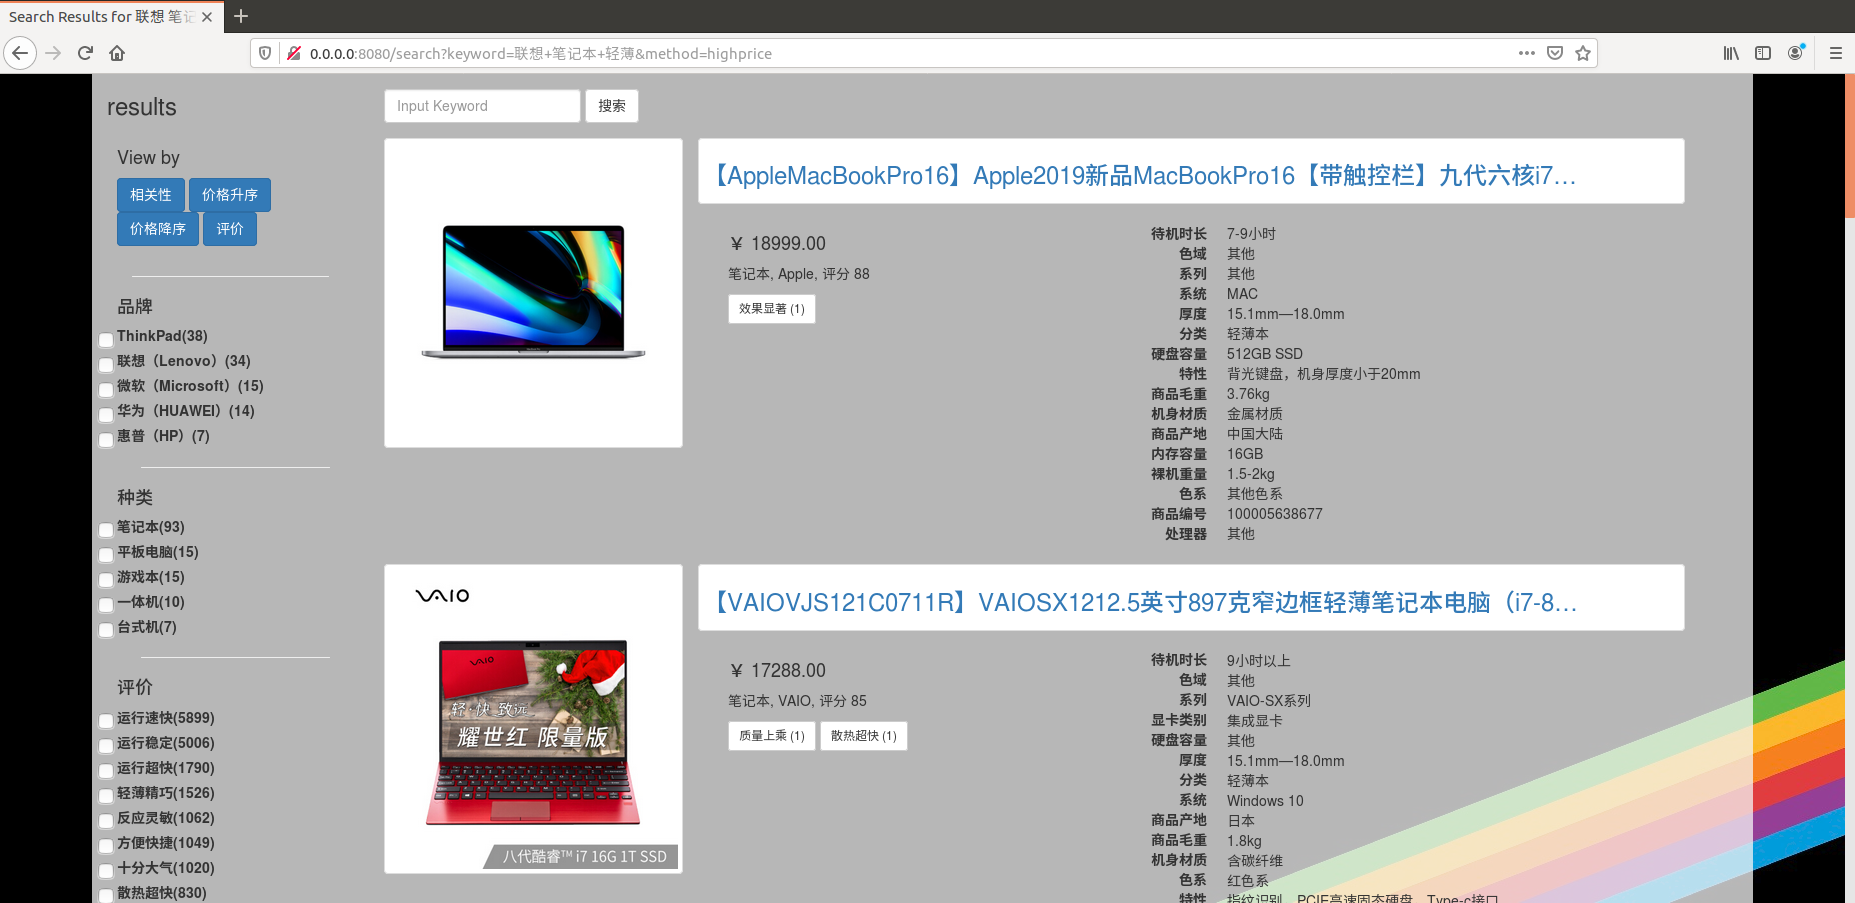 Search Results for 联想 笔记
0.0.0.0:8080/search?keyword=联想+笔记本+轻薄&method=highprice
results
Input Keyword
搜索
View by
相关性
价格升序
价格降序
评价
品牌
ThinkPad(38)
联想（Lenovo）(34)
微软（Microsoft）(15)
华为（HUAWEI）(14)
惠普（HP）(7)
种类
笔记本(93)
平板电脑(15)
游戏本(15)
一体机(10)
台式机(7)
评价
运行速快(5899)
运行稳定(5006)
运行超快(1790)
轻薄精巧(1526)
反应灵敏(1062)
方便快捷(1049)
十分大气(1020)
散热超快(830)
【AppleMacBookPro16】Apple2019新品MacBookPro16【带触控栏】九代六核i7…
￥ 18999.00
笔记本, Apple, 评分 88
效果显著 (1)
待机时长 7-9小时
色域 其他
系列 其他
系统 MAC
厚度 15.1mm—18.0mm
分类 轻薄本
硬盘容量 512GB SSD
特性 背光键盘，机身厚度小于20mm
商品毛重 3.76kg
机身材质 金属材质
商品产地 中国大陆
内存容量 16GB
裸机重量 1.5-2kg
色系 其他色系
商品编号 100005638677
处理器 其他
VAIO
VAIO
轻·快 致远
耀世红 限量版
八代酷睿™ i7 16G 1T SSD
【VAIOVJS121C0711R】VAIOSX1212.5英寸897克窄边框轻薄笔记本电脑（i7-8…
￥ 17288.00
笔记本, VAIO, 评分 85
质量上乘 (1)
散热超快 (1)
待机时长 9小时以上
色域 其他
系列 VAIO-SX系列
显卡类别 集成显卡
硬盘容量 其他
厚度 15.1mm—18.0mm
分类 轻薄本
系统 Windows 10
商品产地 日本
商品毛重 1.8kg
机身材质 含碳纤维
色系 红色系
特性 指纹识别，PCIE高速固态硬盘，Type-c接口